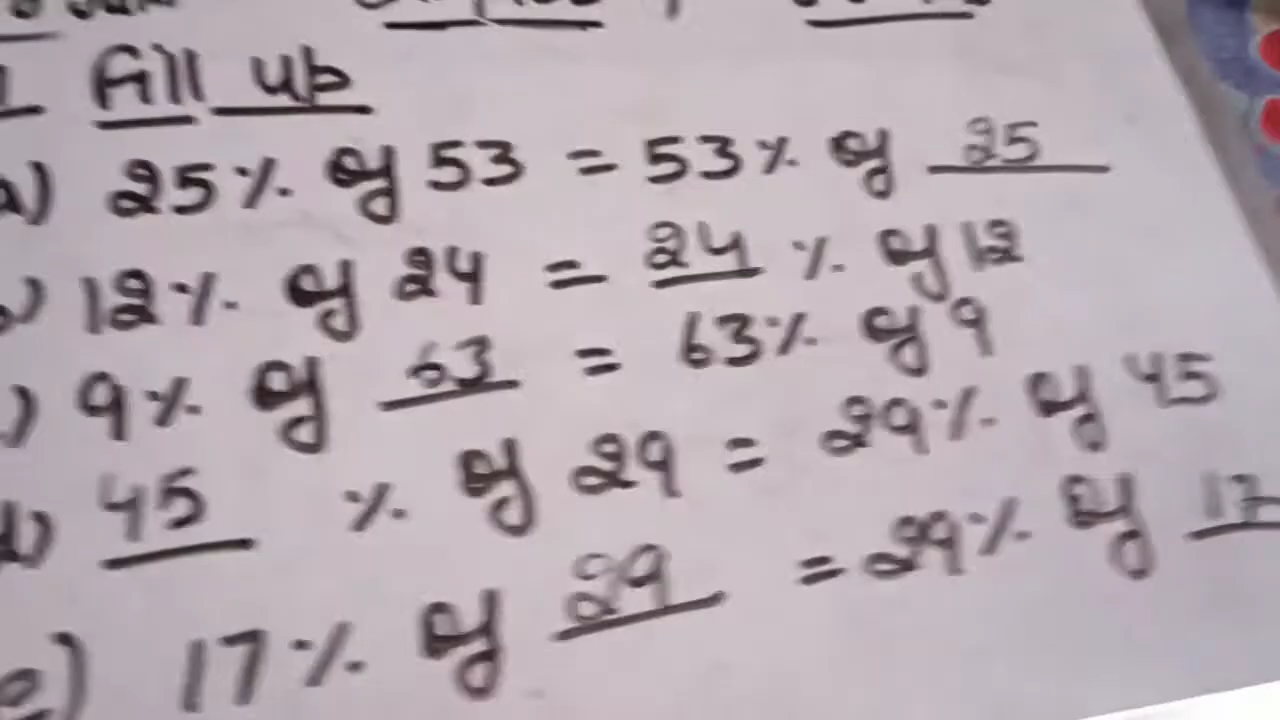 Fill up
a) 25% of 53 = 53% of 25
b) 12% of 24 = 24 % of 12
c) 9% of 63 = 63% of 9
d) 45 % of 29 = 29% of 45
e) 17% of 29 = 29% of 17